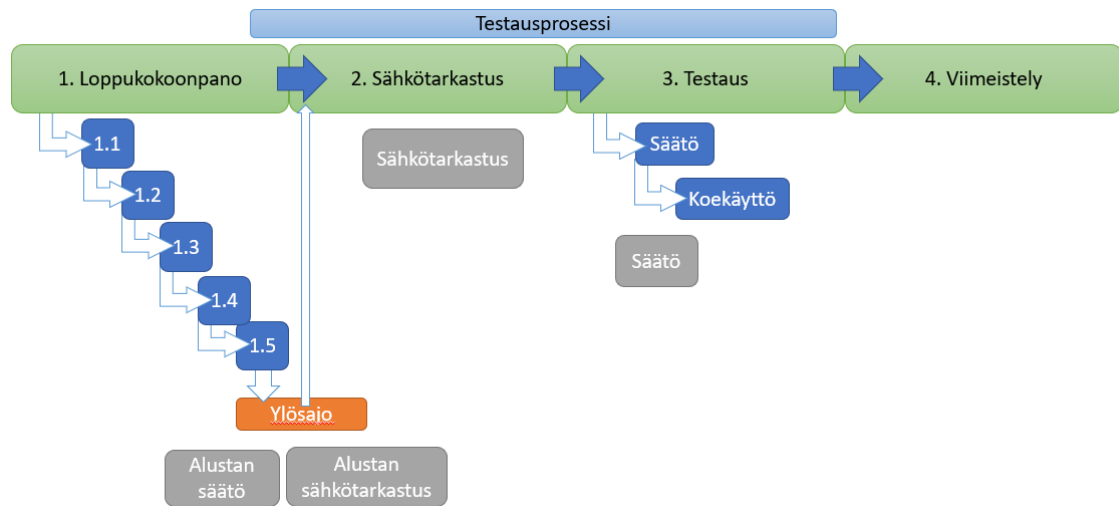 Testausprosessi
1. Loppukokoonpano
2. Sähkötarkastus
3. Testaus
4. Viimeistely
1.1
1.2
1.3
1.4
1.5
Ylösajo
Alustan
säätö
Alustan
sähkötarkastus
Sähkötarkastus
Säätö
Koekäyttö
Säätö